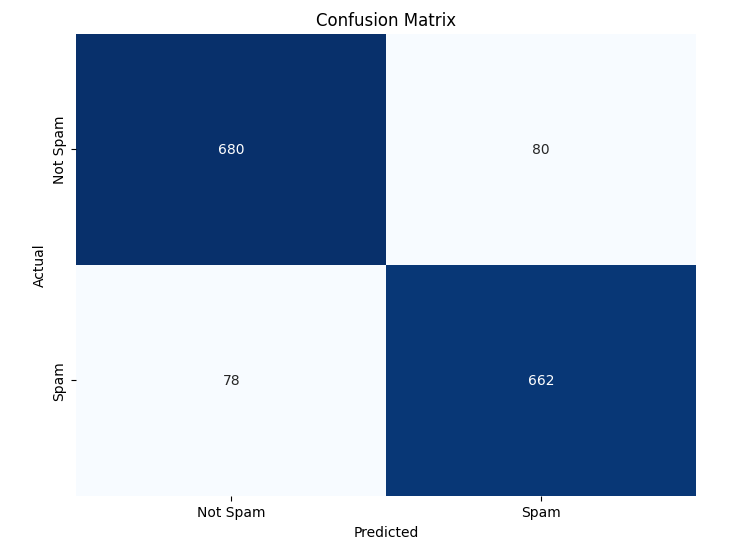 Confusion Matrix
Actual
Not Spam
680
80
Spam
78
662
Not Spam
Spam
Predicted